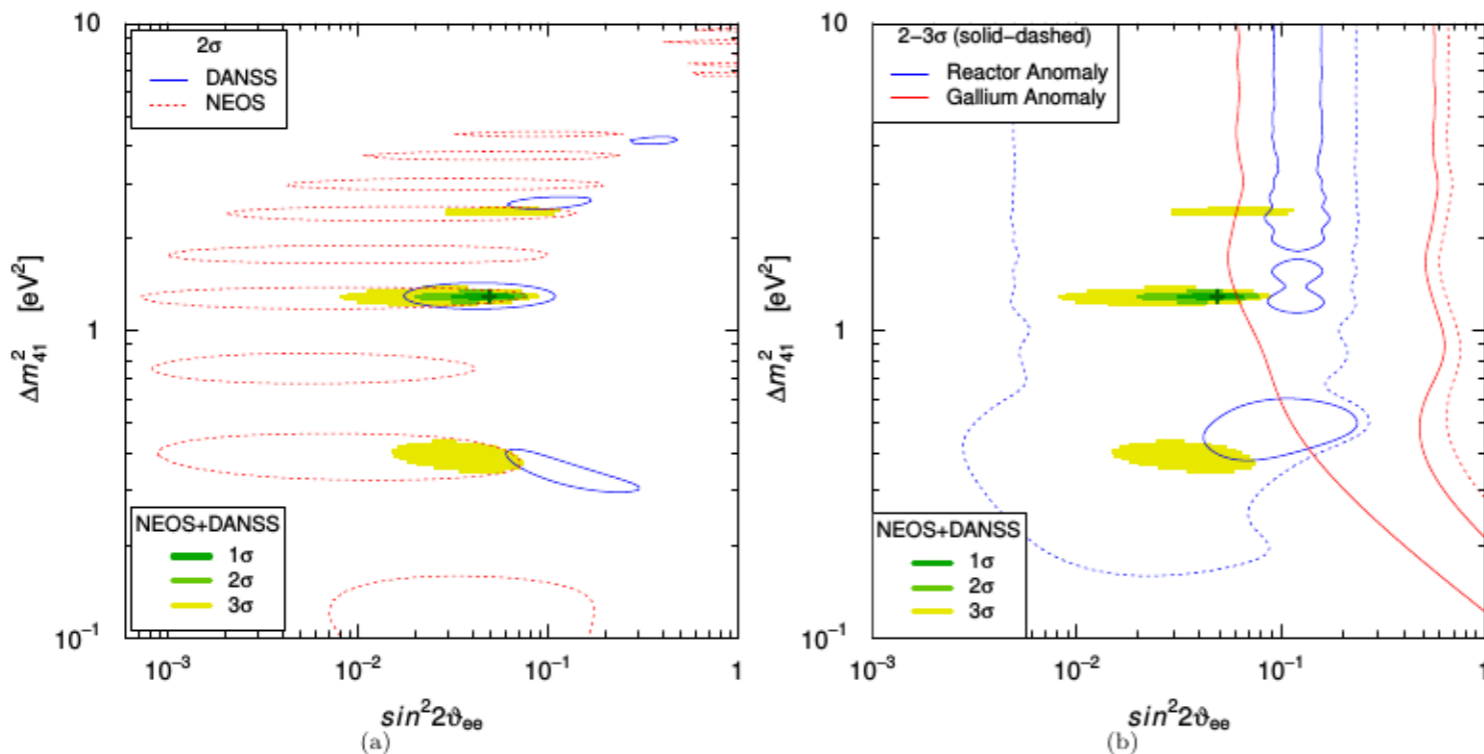 2σ
DANSS
NEOS
NEOS+DANSS
1σ
2σ
3σ
10
1
10⁻¹
Δm²₄₁ [eV²]
10⁻³
10⁻²
10⁻¹
1
sin²2ϑₑₑ
(a)
2−3σ (solid−dashed)
Reactor Anomaly
Gallium Anomaly
NEOS+DANSS
1σ
2σ
3σ
10
1
10⁻¹
Δm²₄₁ [eV²]
10⁻³
10⁻²
10⁻¹
1
sin²2ϑₑₑ
(b)